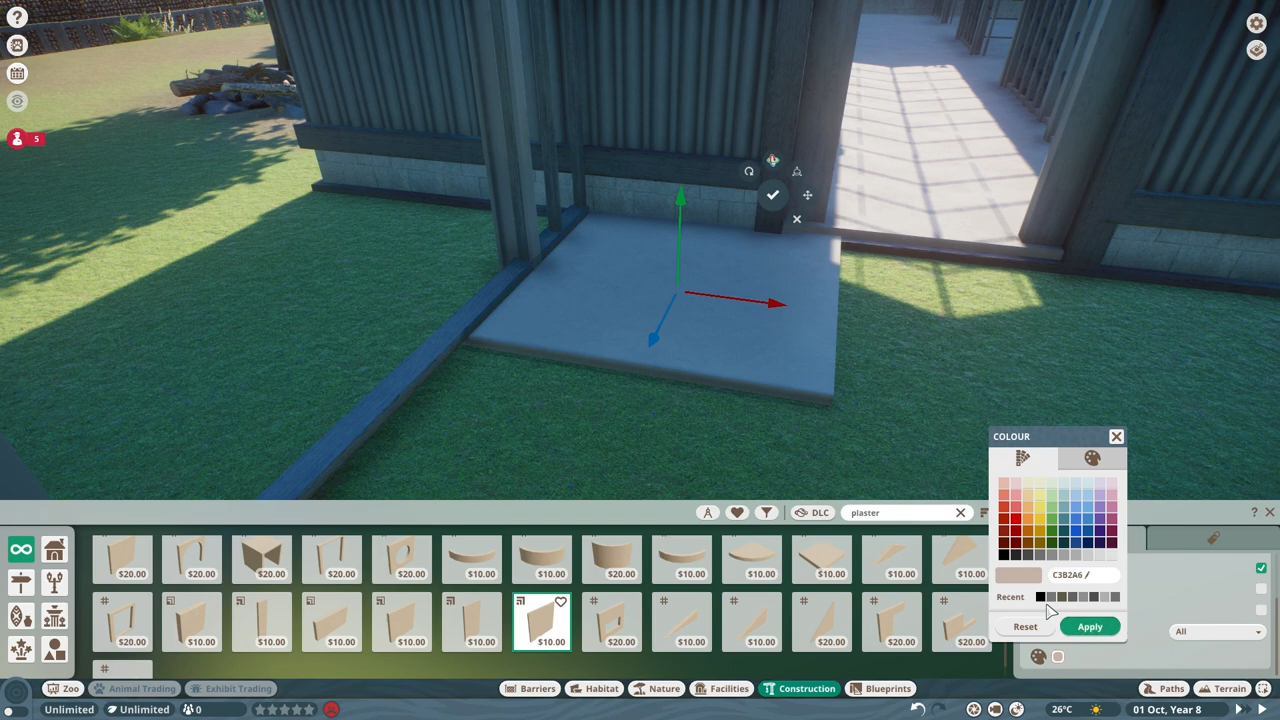 ?
5
COLOUR
C3B2A6 /
Recent
Reset
Apply
All
DLC
plaster
?
$20.00
$20.00
$20.00
$20.00
$20.00
$10.00
$10.00
$20.00
$10.00
$10.00
$10.00
$10.00
$10.00
$20.00
$10.00
$10.00
$10.00
$10.00
$10.00
$10.00
$20.00
$10.00
$10.00
$20.00
$20.00
$20.00
Zoo
Animal Trading
Exhibit Trading
Barriers
Habitat
Nature
Facilities
Construction
Blueprints
Paths
Terrain
Unlimited
Unlimited
0
26°C
01 Oct, Year 8